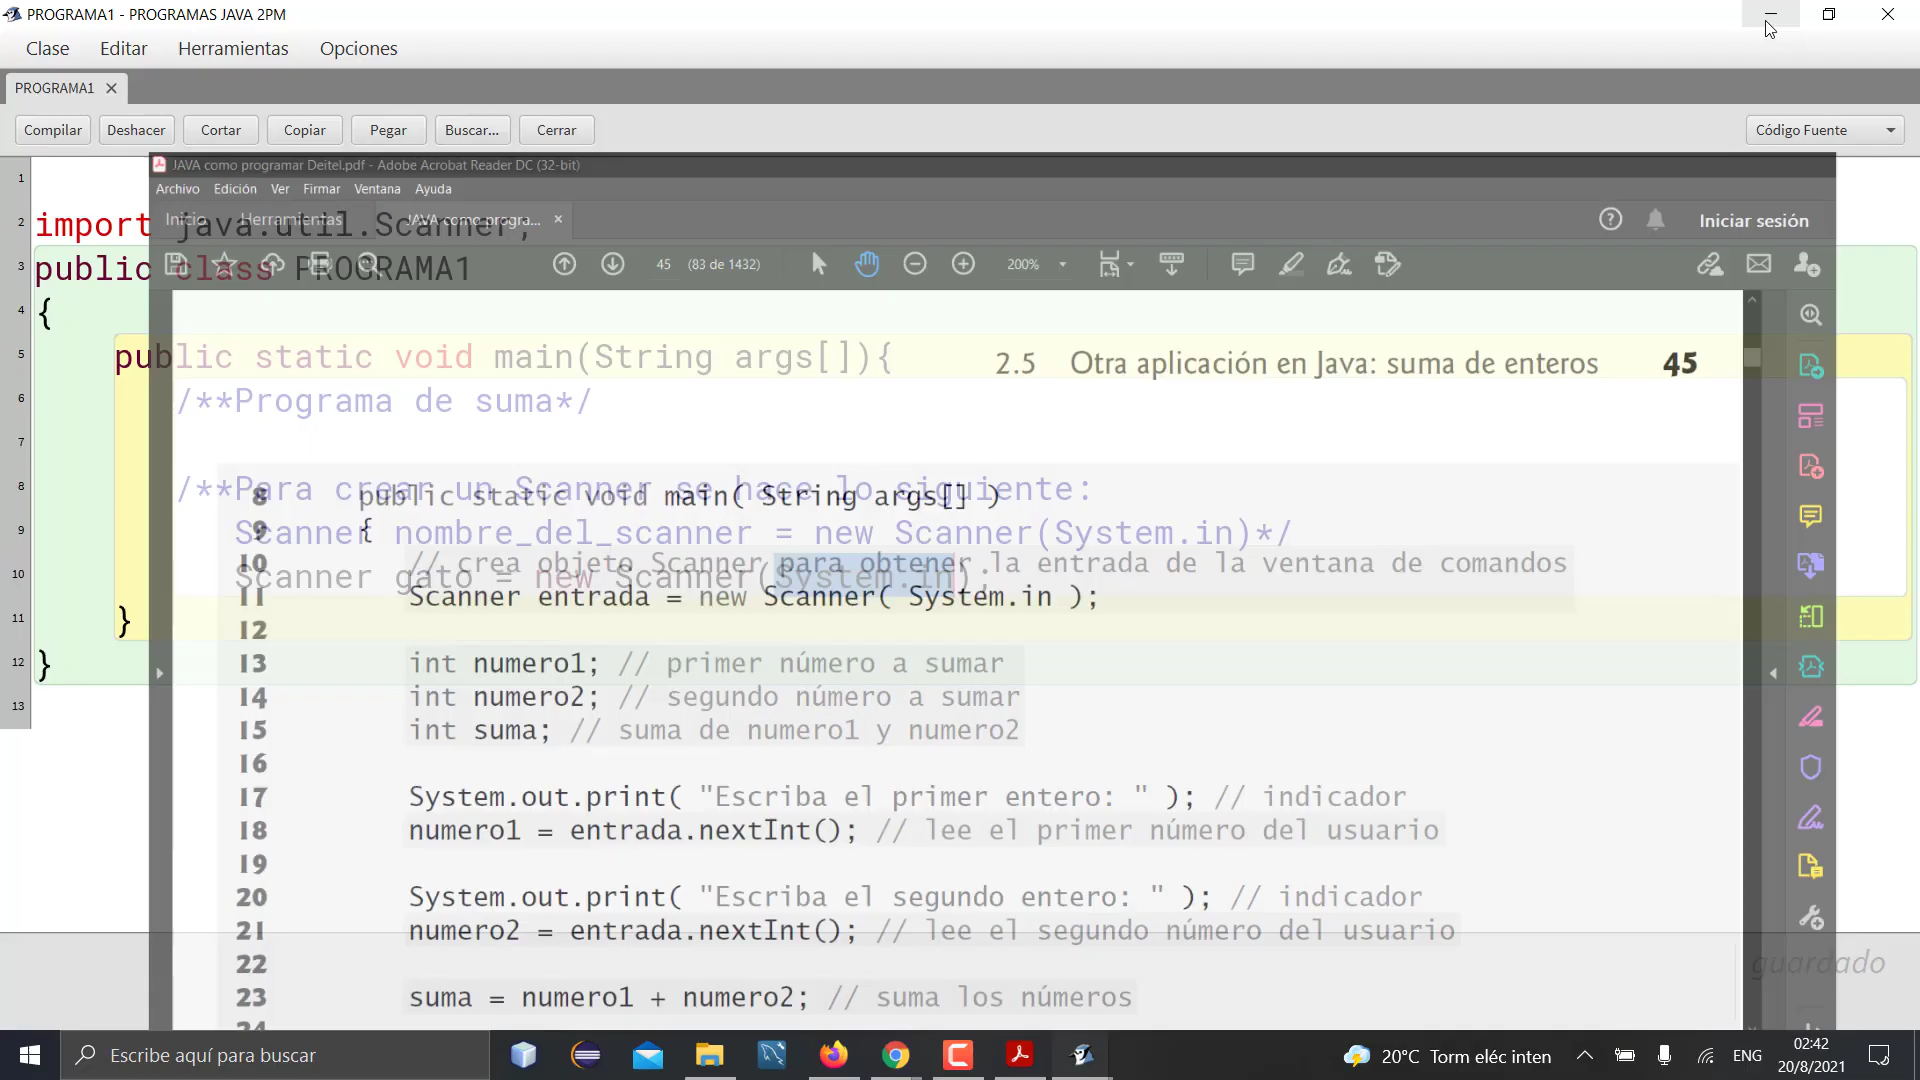 PROGRAMA1 - PROGRAMAS JAVA 2PM
Clase Editar Herramientas Opciones
PROGRAMA1
Compilar Deshacer Cortar Copiar Pegar Buscar... Cerrar Código Fuente
JAVA como programar Deitel.pdf - Adobe Acrobat Reader DC (32-bit)
Archivo Edición Ver Firmar Ventana Ayuda
Inicio Herramientas JAVA como progra... Iniciar sesión
45 (83 de 1432) 200%
1
2 import java.util.Scanner;
3 public class PROGRAMA1
4 {
5 public static void main(String args[]){
6 /**Programa de suma*/
7
8 /**Para crear un Scanner se hace lo siguiente:
9 Scanner nombre_del_scanner = new Scanner(System.in)*/
10 Scanner gato = new Scanner(System.in);
11 }
12 }
13
2.5 Otra aplicación en Java: suma de enteros 45
8 public static void main( String args[] )
9 {
10 // crea objeto Scanner para obtener la entrada de la ventana de comandos
11 Scanner entrada = new Scanner( System.in );
12
13 int numero1; // primer número a sumar
14 int numero2; // segundo número a sumar
15 int suma; // suma de numero1 y numero2
16
17 System.out.print( "Escriba el primer entero: " ); // indicador
18 numero1 = entrada.nextInt(); // lee el primer número del usuario
19
20 System.out.print( "Escriba el segundo entero: " ); // indicador
21 numero2 = entrada.nextInt(); // lee el segundo número del usuario
22
23 suma = numero1 + numero2; // suma los números
24
guardado
Escribe aquí para buscar
20°C Torm eléc inten ENG 02:42
20/8/2021